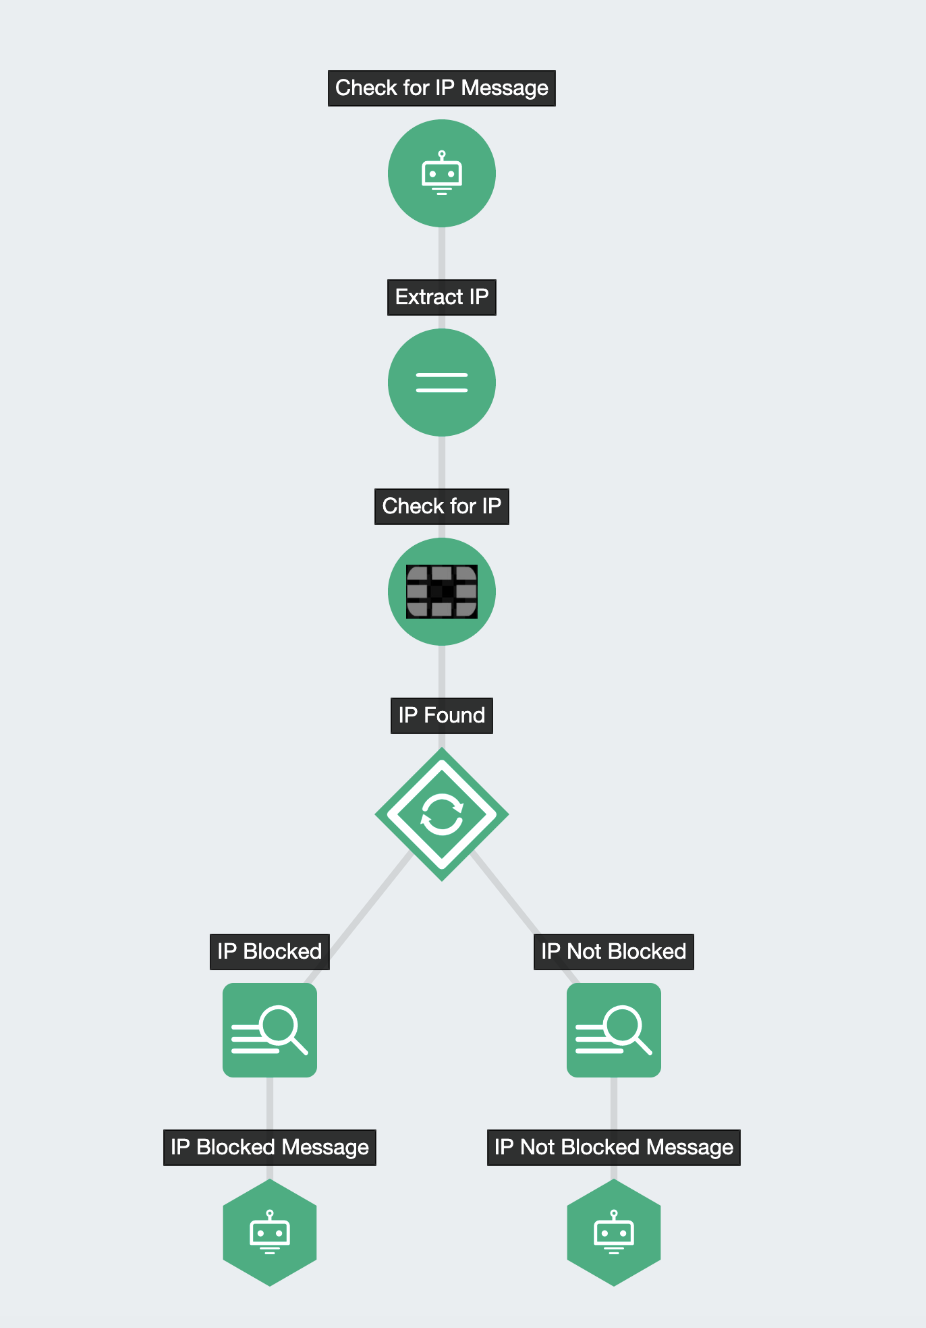 Check for IP Message
Extract IP
Check for IP
IP Found
IP Blocked
IP Not Blocked
IP Blocked Message
IP Not Blocked Message